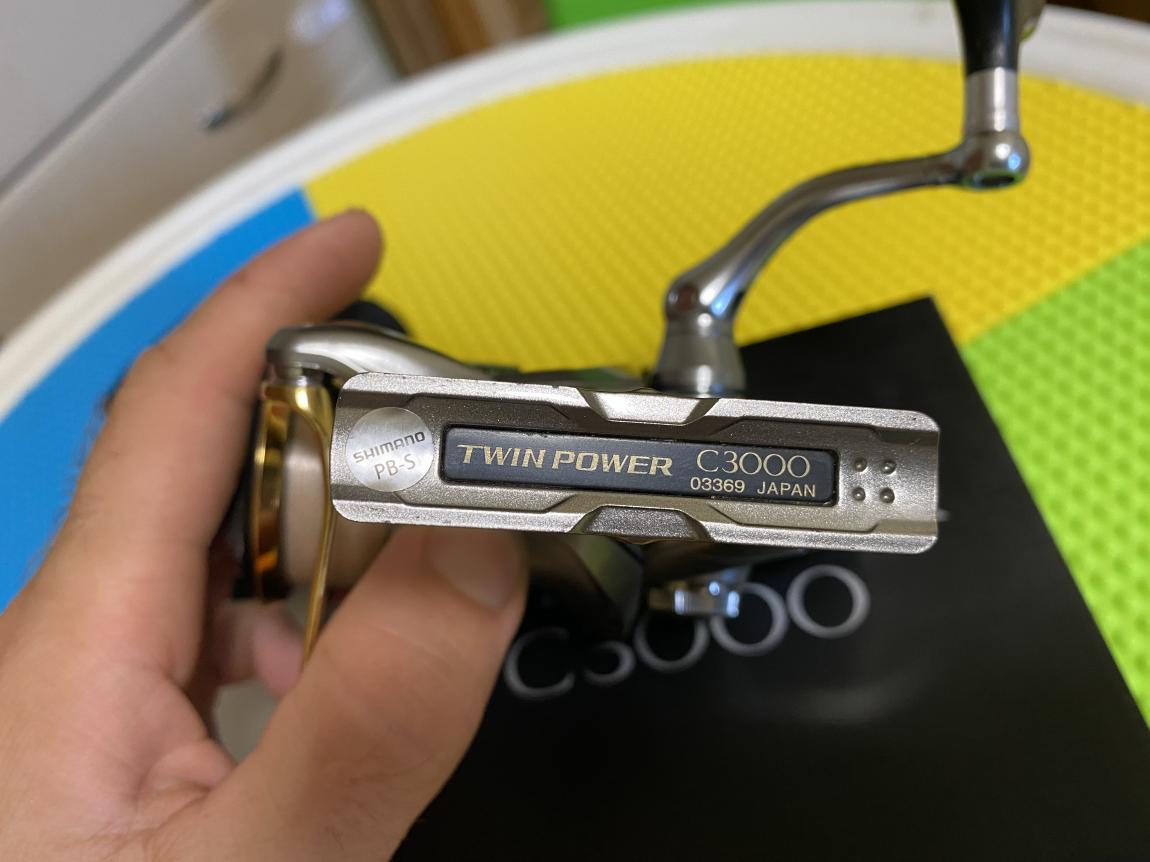 SHIMANO
PB-S
TWIN POWER C3000
03369 JAPAN
C3000